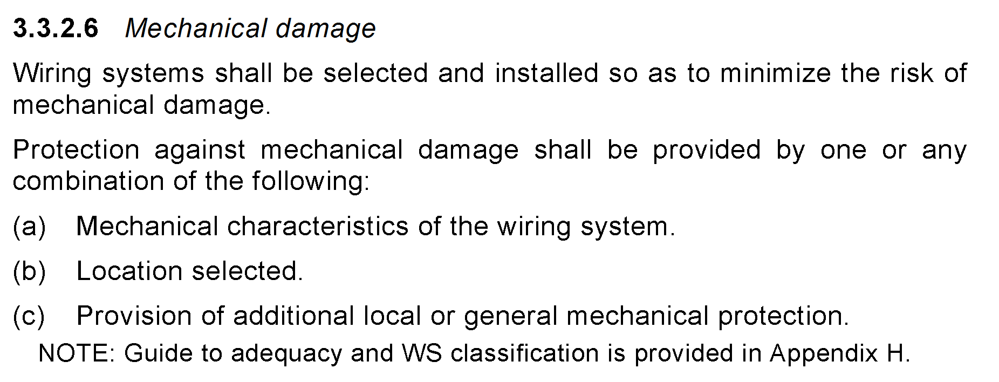 3.3.2.6 Mechanical damage
Wiring systems shall be selected and installed so as to minimize the risk of
mechanical damage.
Protection against mechanical damage shall be provided by one or any
combination of the following:
(a) Mechanical characteristics of the wiring system.
(b) Location selected.
(c) Provision of additional local or general mechanical protection.
NOTE: Guide to adequacy and WS classification is provided in Appendix H.